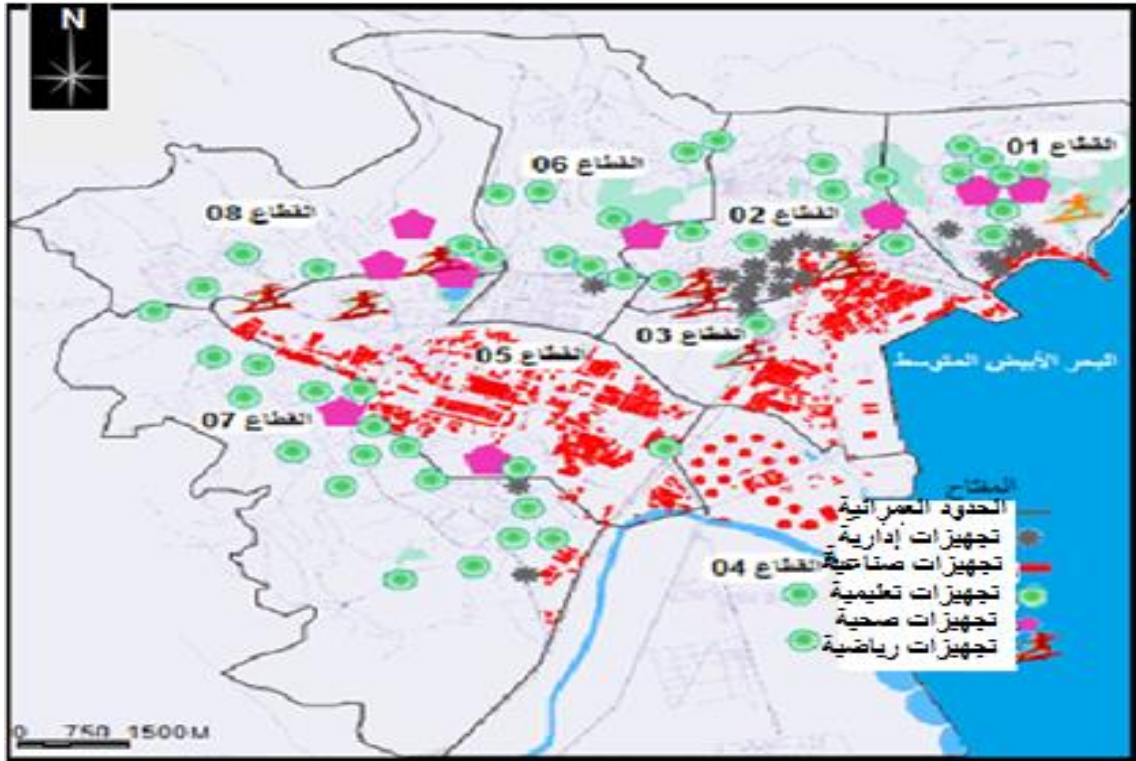 N
القطاع 01
القطاع 06
القطاع 02
القطاع 08
القطاع 03
القطاع 05
البحر الأبيض المتوسط
القطاع 07
المفتاح
الحدود العمرانية
تجهيزات إدارية
تجهيزات صناعية
القطاع 04
تجهيزات تعليمية
تجهيزات صحية
تجهيزات رياضية
0 750 1500M